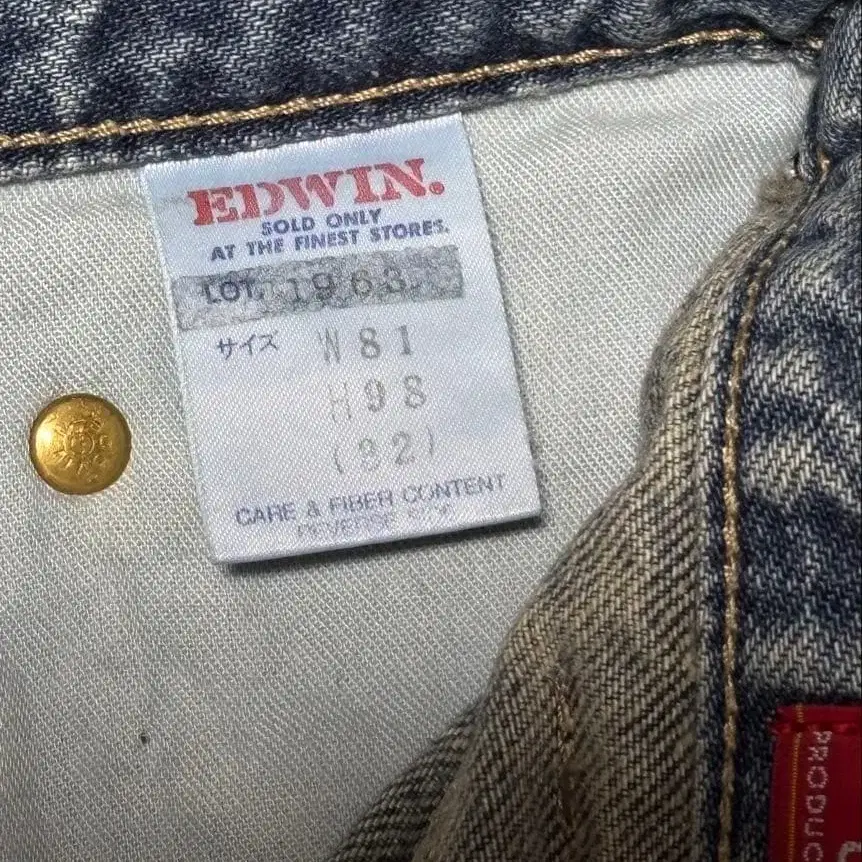 EDWIN.
SOLD ONLY
AT THE FINEST STORES.
LOT. 1963
サイズ W81
H98
(32)
CARE & FIBER CONTENT
REVERSE SIDE